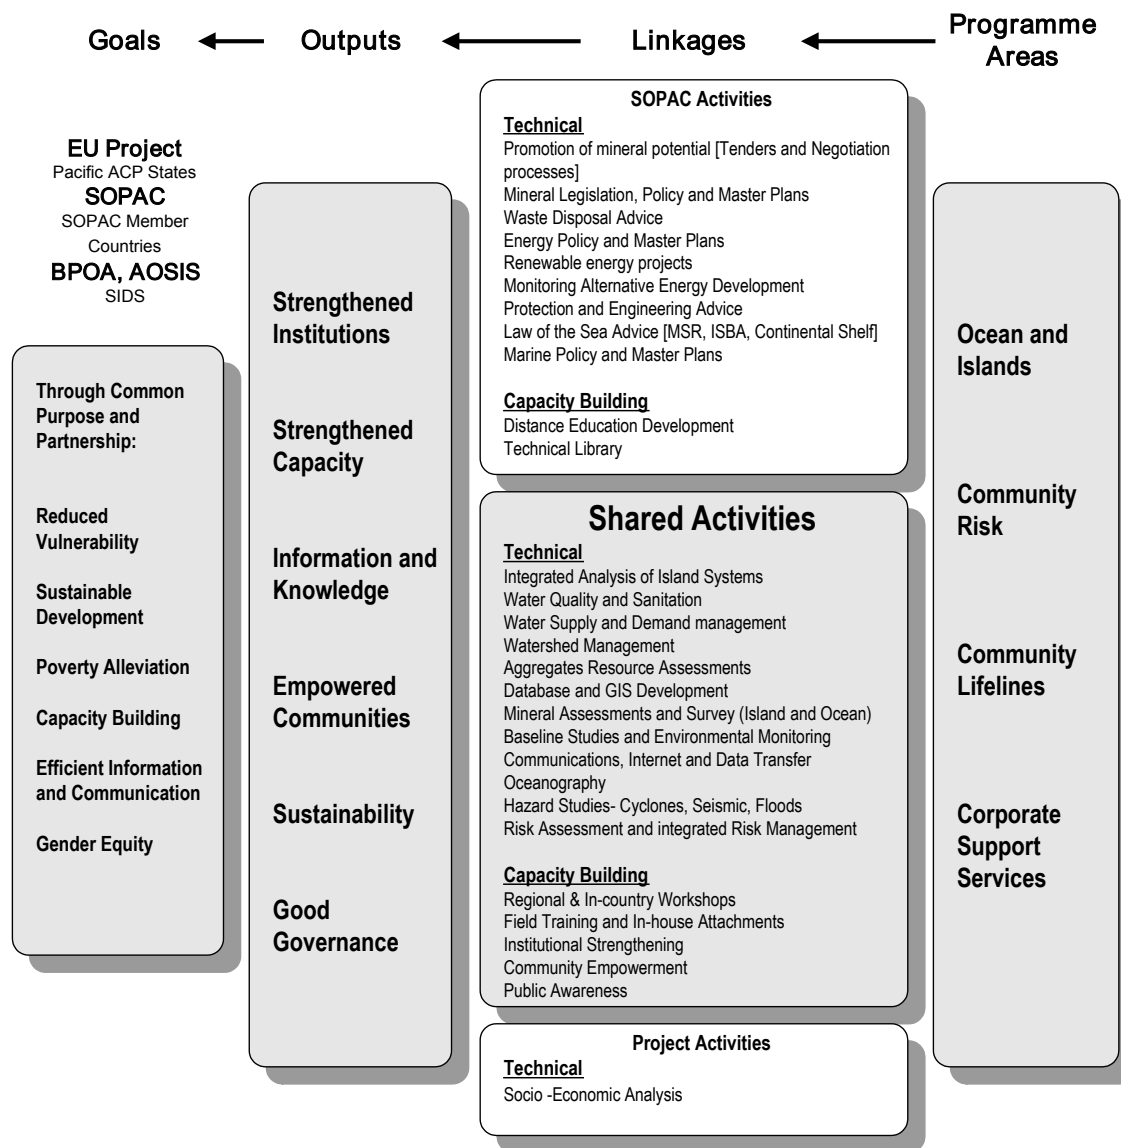 Goals
Outputs
Linkages
Programme
Areas
EU Project
Pacific ACP States
SOPAC
SOPAC Member
Countries
BPOA, AOSIS
SIDS
Through Common
Purpose and
Partnership:
Reduced
Vulnerability
Sustainable
Development
Poverty Alleviation
Capacity Building
Efficient Information
and Communication
Gender Equity
Strengthened
Institutions
Strengthened
Capacity
Information and
Knowledge
Empowered
Communities
Sustainability
Good
Governance
SOPAC Activities
Technical
Promotion of mineral potential [Tenders and Negotiation
processes]
Mineral Legislation, Policy and Master Plans
Waste Disposal Advice
Energy Policy and Master Plans
Renewable energy projects
Monitoring Alternative Energy Development
Protection and Engineering Advice
Law of the Sea Advice [MSR, ISBA, Continental Shelf]
Marine Policy and Master Plans
Capacity Building
Distance Education Development
Technical Library
Shared Activities
Technical
Integrated Analysis of Island Systems
Water Quality and Sanitation
Water Supply and Demand management
Watershed Management
Aggregates Resource Assessments
Database and GIS Development
Mineral Assessments and Survey (Island and Ocean)
Baseline Studies and Environmental Monitoring
Communications, Internet and Data Transfer
Oceanography
Hazard Studies- Cyclones, Seismic, Floods
Risk Assessment and integrated Risk Management
Capacity Building
Regional & In-country Workshops
Field Training and In-house Attachments
Institutional Strengthening
Community Empowerment
Public Awareness
Project Activities
Technical
Socio -Economic Analysis
Ocean and
Islands
Community
Risk
Community
Lifelines
Corporate
Support
Services